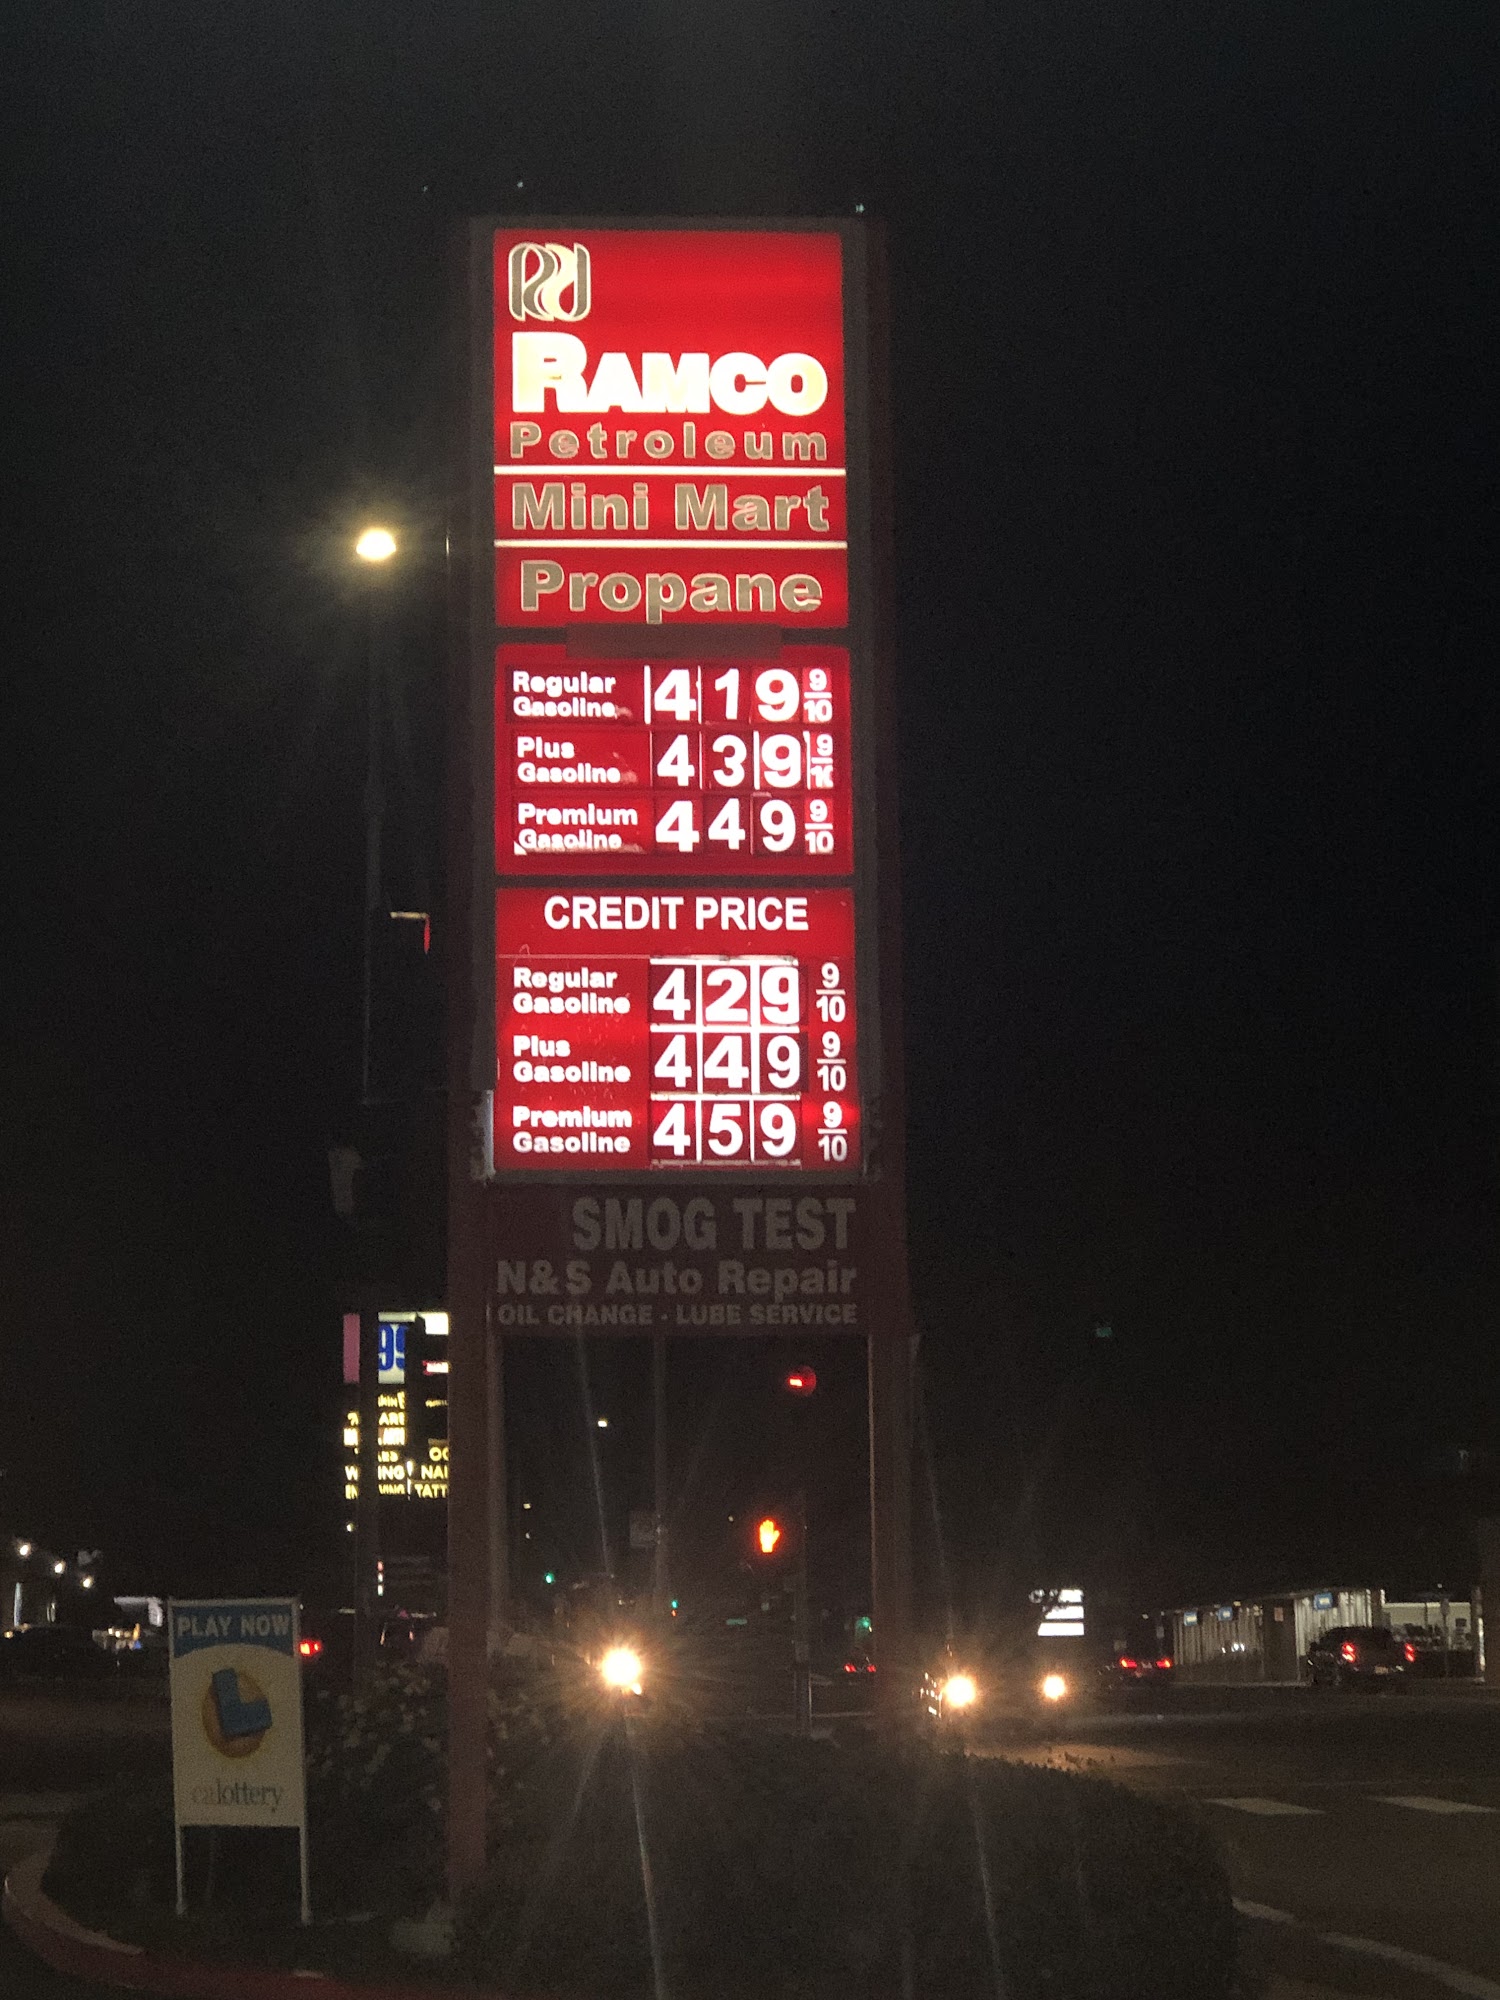 RAMCO
Petroleum
Mini Mart
Propane
Regular
Gasoline
4 1 9 9/10
Plus
Gasoline
4 3 9 9/10
Premium
Gasoline
4 4 9 9/10
CREDIT PRICE
Regular
Gasoline
4 2 9 9/10
Plus
Gasoline
4 4 9 9/10
Premium
Gasoline
4 5 9 9/10
SMOG TEST
N&S Auto Repair
OIL CHANGE - LUBE SERVICE
PLAY NOW
calottery